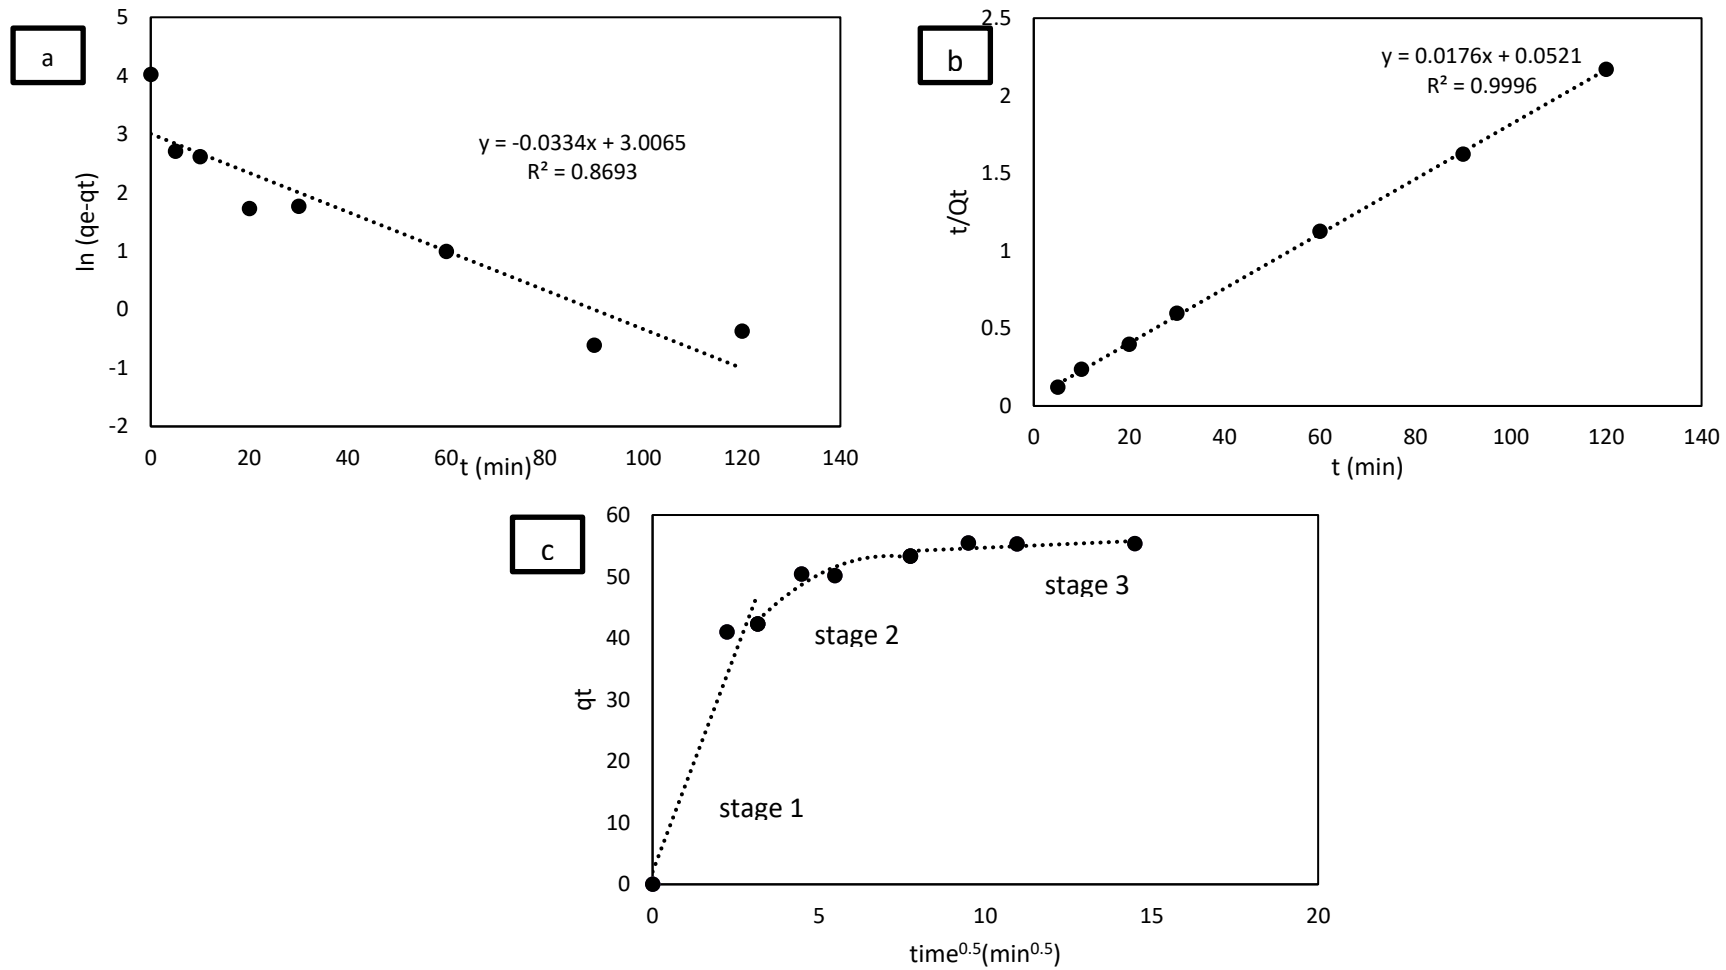 a
5
4
3
2
1
0
-1
-2
ln (qe-qt)
y = -0.0334x + 3.0065
R² = 0.8693
0 20 40 60 80 100 120 140
t (min)
b
2.5
2
1.5
1
0.5
0
t/Qt
y = 0.0176x + 0.0521
R² = 0.9996
0 20 40 60 80 100 120 140
t (min)
c
60
50
40
30
20
10
0
qt
stage 3
stage 2
stage 1
0 5 10 15 20
time⁰·⁵(min⁰·⁵)